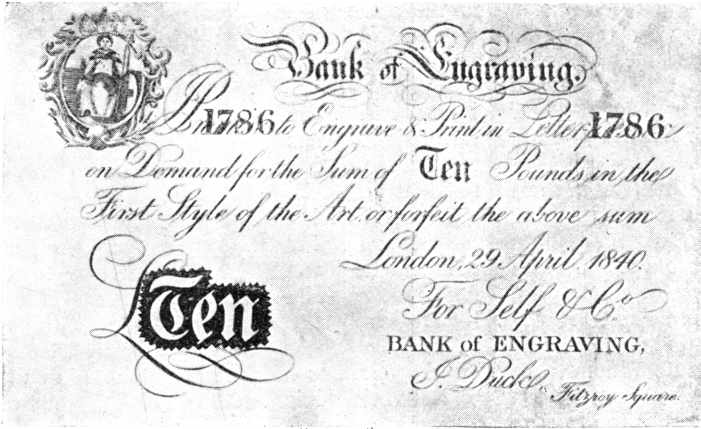 Bank of Engraving.
1786 to Engrave & Print in Letter 1786
on Demand for the Sum of Ten Pounds in the
First Style of the Art, or forfeit the above sum
London, 29 April. 1840.
For Self & Co.
£Ten
BANK of ENGRAVING,
J. Duck,
Fitzroy Square.